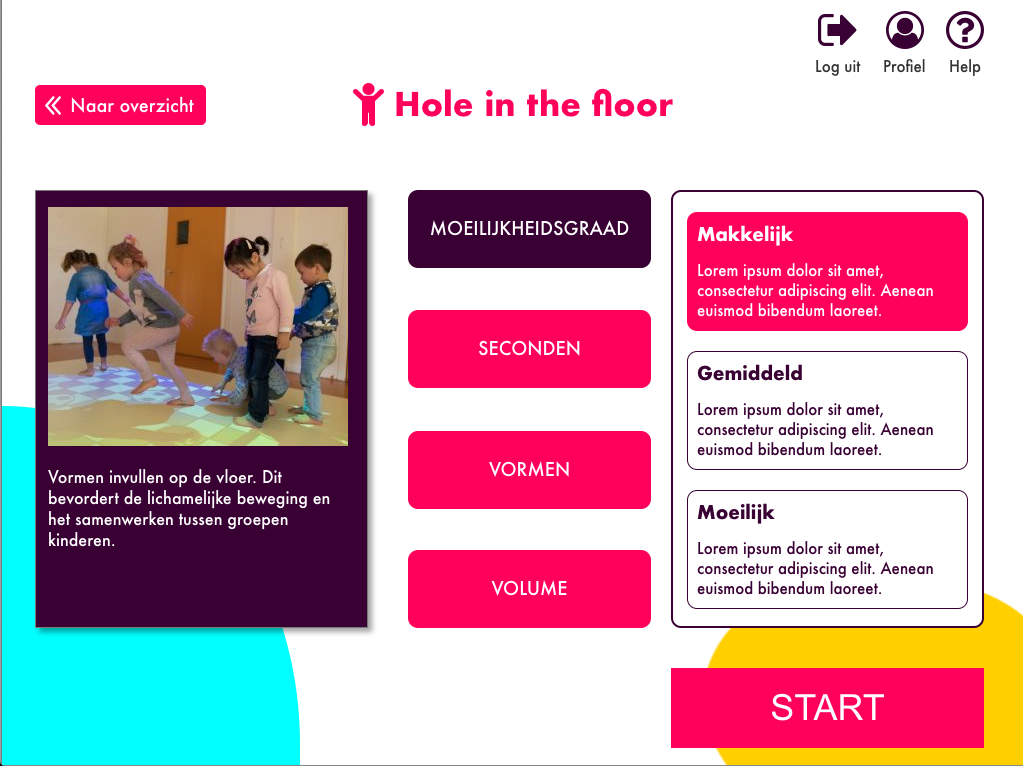 Log uit
Profiel
Help
Naar overzicht
Hole in the floor
Vormen invullen op de vloer. Dit
bevordert de lichamelijke beweging en
het samenwerken tussen groepen
kinderen.
MOEILIJKHEIDSGRAAD
SECONDEN
VORMEN
VOLUME
Makkelijk
Lorem ipsum dolor sit amet,
consectetur adipiscing elit. Aenean
euismod bibendum laoreet.
Gemiddeld
Lorem ipsum dolor sit amet,
consectetur adipiscing elit. Aenean
euismod bibendum laoreet.
Moeilijk
Lorem ipsum dolor sit amet,
consectetur adipiscing elit. Aenean
euismod bibendum laoreet.
START